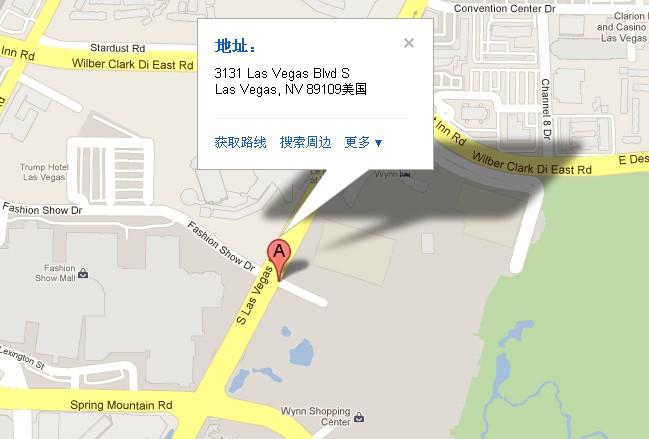 Convention Center Dr
Clarion
and Casino
Las Vegas
Stardust Rd
Inn Rd
Wilber Clark Di East Rd
地址：
3131 Las Vegas Blvd S
Las Vegas, NV 89109美国
获取路线 搜索周边 更多
Channel 8 Dr
Inn Rd
Wilber Clark Di East Rd
E Des
Trump Hotel
Las Vegas
Wynn
Fashion Show Dr
Fashion Show Dr
A
S Las Vegas
Fashion
Show Mall
Lexington St
Spring Mountain Rd
Wynn Shopping
Center